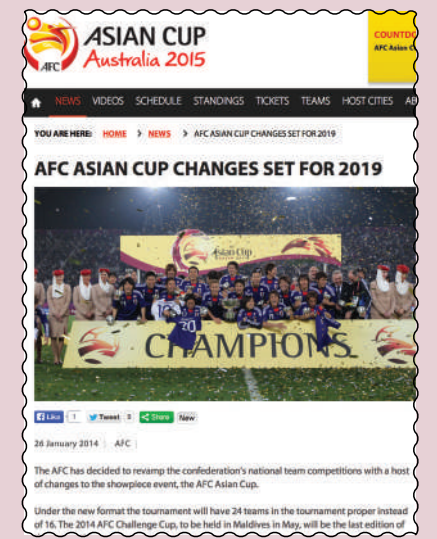 ASIAN CUP
Australia 2015
AFC
COUNTDO
AFC Asian C
NEWS VIDEOS SCHEDULE STANDINGS TICKETS TEAMS HOST CITIES AB
YOU ARE HERE: HOME > NEWS > AFC ASIAN CUP CHANGES SET FOR 2019
AFC ASIAN CUP CHANGES SET FOR 2019
Asian Cup
CHAMPIONS
20
Like 1 Tweet 2 Share New
26 January 2014 | AFC |
The AFC has decided to revamp the confederation's national team competitions with a host
of changes to the showpiece event, the AFC Asian Cup.
Under the new format the tournament will have 24 teams in the tournament proper instead
of 16. The 2014 AFC Challenge Cup, to be held in Maldives in May, will be the last edition of